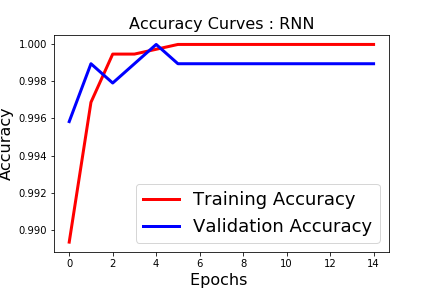 Accuracy Curves : RNN
1.000
0.998
0.996
0.994
0.992
0.990
Accuracy
Training Accuracy
Validation Accuracy
0 2 4 6 8 10 12 14
Epochs